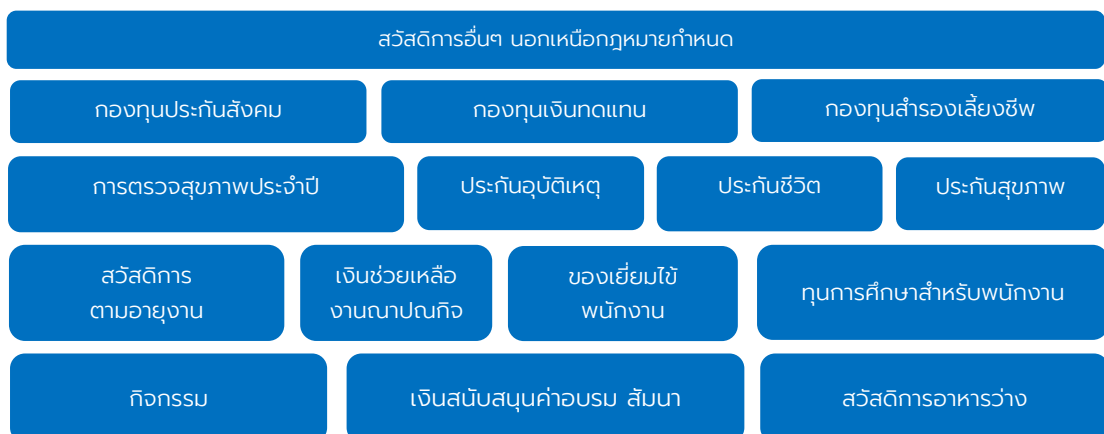 สวัสดิการอื่นๆ นอกเหนือกฎหมายกำหนด
กองทุนประกันสังคม
กองทุนเงินทดแทน
กองทุนสำรองเลี้ยงชีพ
การตรวจสุขภาพประจำปี
ประกันอุบัติเหตุ
ประกันชีวิต
ประกันสุขภาพ
สวัสดิการ
ตามอายุงาน
เงินช่วยเหลือ
งานฌาปณกิจ
ของเยี่ยมไข้
พนักงาน
ทุนการศึกษาสำหรับพนักงาน
กิจกรรม
เงินสนับสนุนค่าอบรม สัมนา
สวัสดิการอาหารว่าง